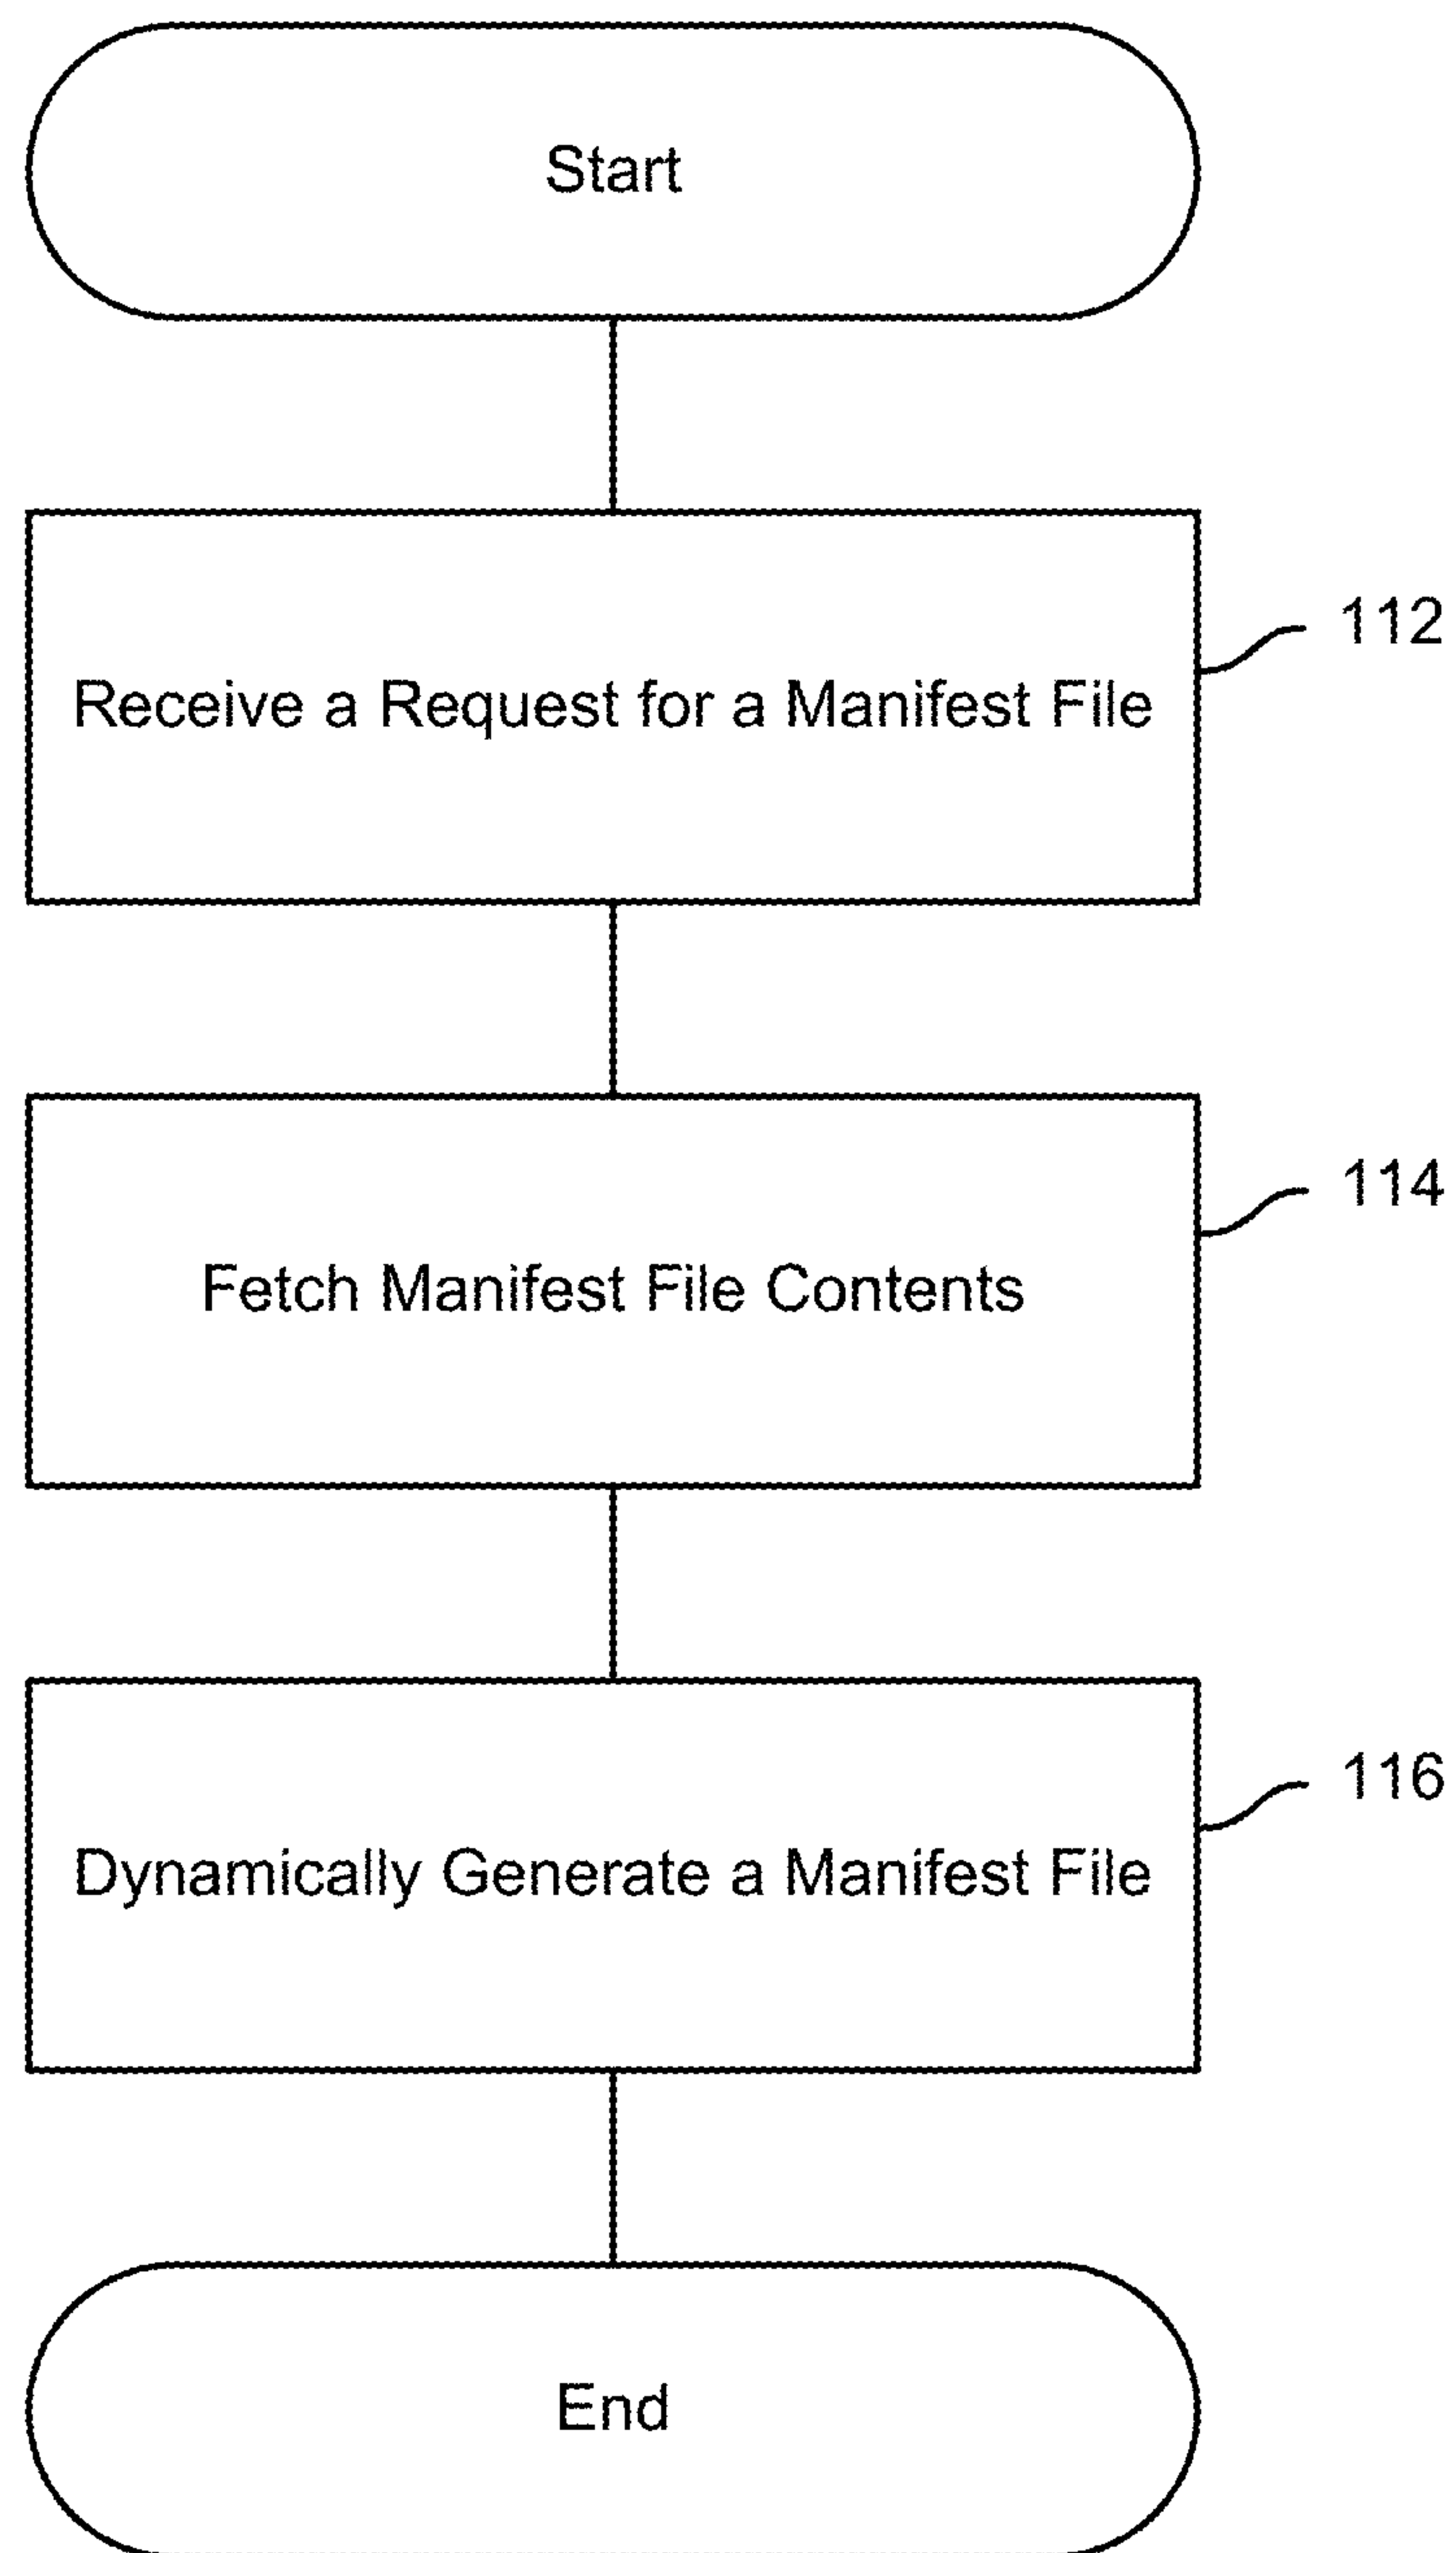 Start
Receive a Request for a Manifest File
112
Fetch Manifest File Contents
114
Dynamically Generate a Manifest File
116
End